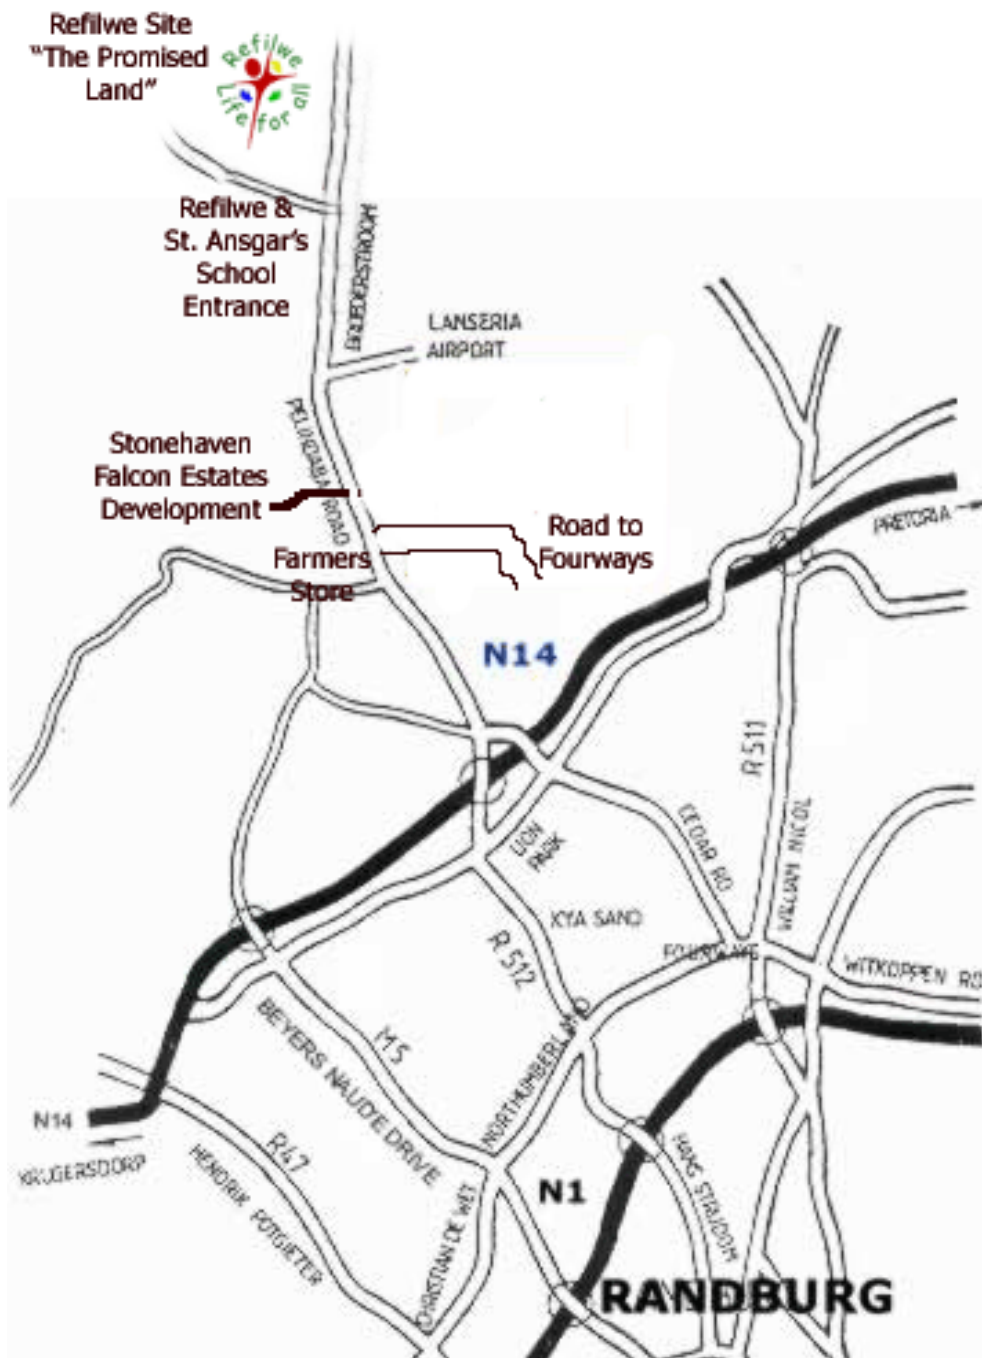 Refilwe Site
“The Promised
Land”
Refilwe
Life for all
Refilwe &
St. Ansgar’s
School
Entrance
BROEDERSTROOM
LANSERIA
AIRPORT
PELINDABA ROAD
Stonehaven
Falcon Estates
Development
Road to
Fourways
Farmers
Store
PRETORIA
N14
R 511
WILLIAM NICOL
CEDAR RD
LION
PARK
KYA SAND
R 512
FOURWAYS
WITKOPPEN RD
BEYERS NAUDE DRIVE
M5
NORTHUMBERLAND
N14
KRUGERSDORP
R47
HENDRIK POTGIETER
CHRISTIAN DE WET
N1
HANS STRIJDOM
RANDBURG